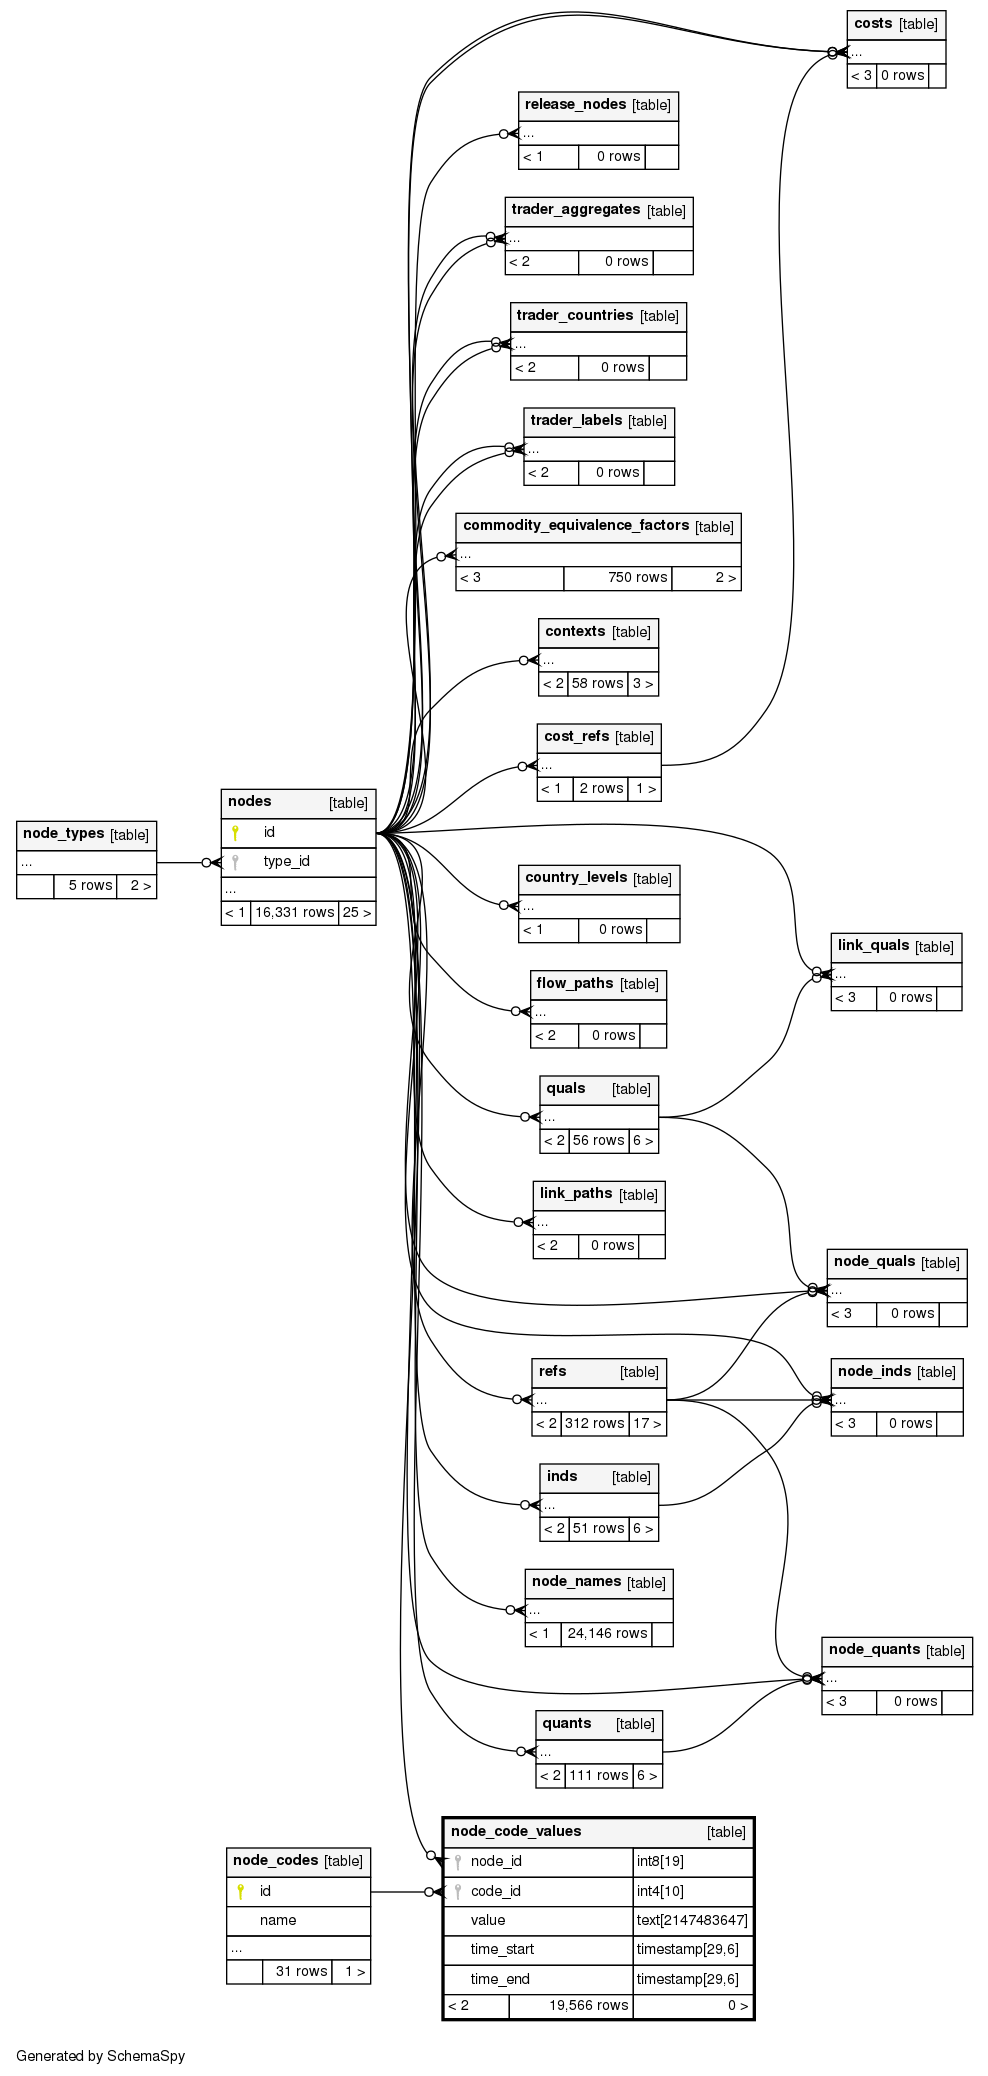 costs [table]
...
< 3 0 rows
release_nodes [table]
...
< 1 0 rows
trader_aggregates [table]
...
< 2 0 rows
trader_countries [table]
...
< 2 0 rows
trader_labels [table]
...
< 2 0 rows
commodity_equivalence_factors [table]
...
< 3 750 rows 2 >
contexts [table]
...
< 2 58 rows 3 >
cost_refs [table]
...
< 1 2 rows 1 >
nodes [table]
id
type_id
...
< 1 16,331 rows 25 >
node_types [table]
...
5 rows 2 >
country_levels [table]
...
< 1 0 rows
link_quals [table]
...
< 3 0 rows
flow_paths [table]
...
< 2 0 rows
quals [table]
...
< 2 56 rows 6 >
link_paths [table]
...
< 2 0 rows
node_quals [table]
...
< 3 0 rows
refs [table]
...
< 2 312 rows 17 >
node_inds [table]
...
< 3 0 rows
inds [table]
...
< 2 51 rows 6 >
node_names [table]
...
< 1 24,146 rows
node_quants [table]
...
< 3 0 rows
quants [table]
...
< 2 111 rows 6 >
node_code_values [table]
node_id int8[19]
code_id int4[10]
value text[2147483647]
time_start timestamp[29,6]
time_end timestamp[29,6]
< 2 19,566 rows 0 >
node_codes [table]
id
name
...
31 rows 1 >
Generated by SchemaSpy